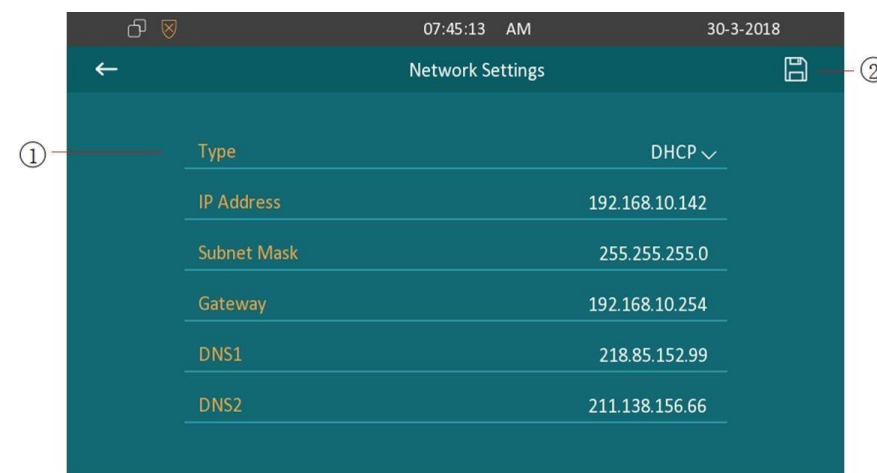 07:45:13 AM 30-3-2018
Network Settings
②
①
Type DHCP
IP Address 192.168.10.142
Subnet Mask 255.255.255.0
Gateway 192.168.10.254
DNS1 218.85.152.99
DNS2 211.138.156.66